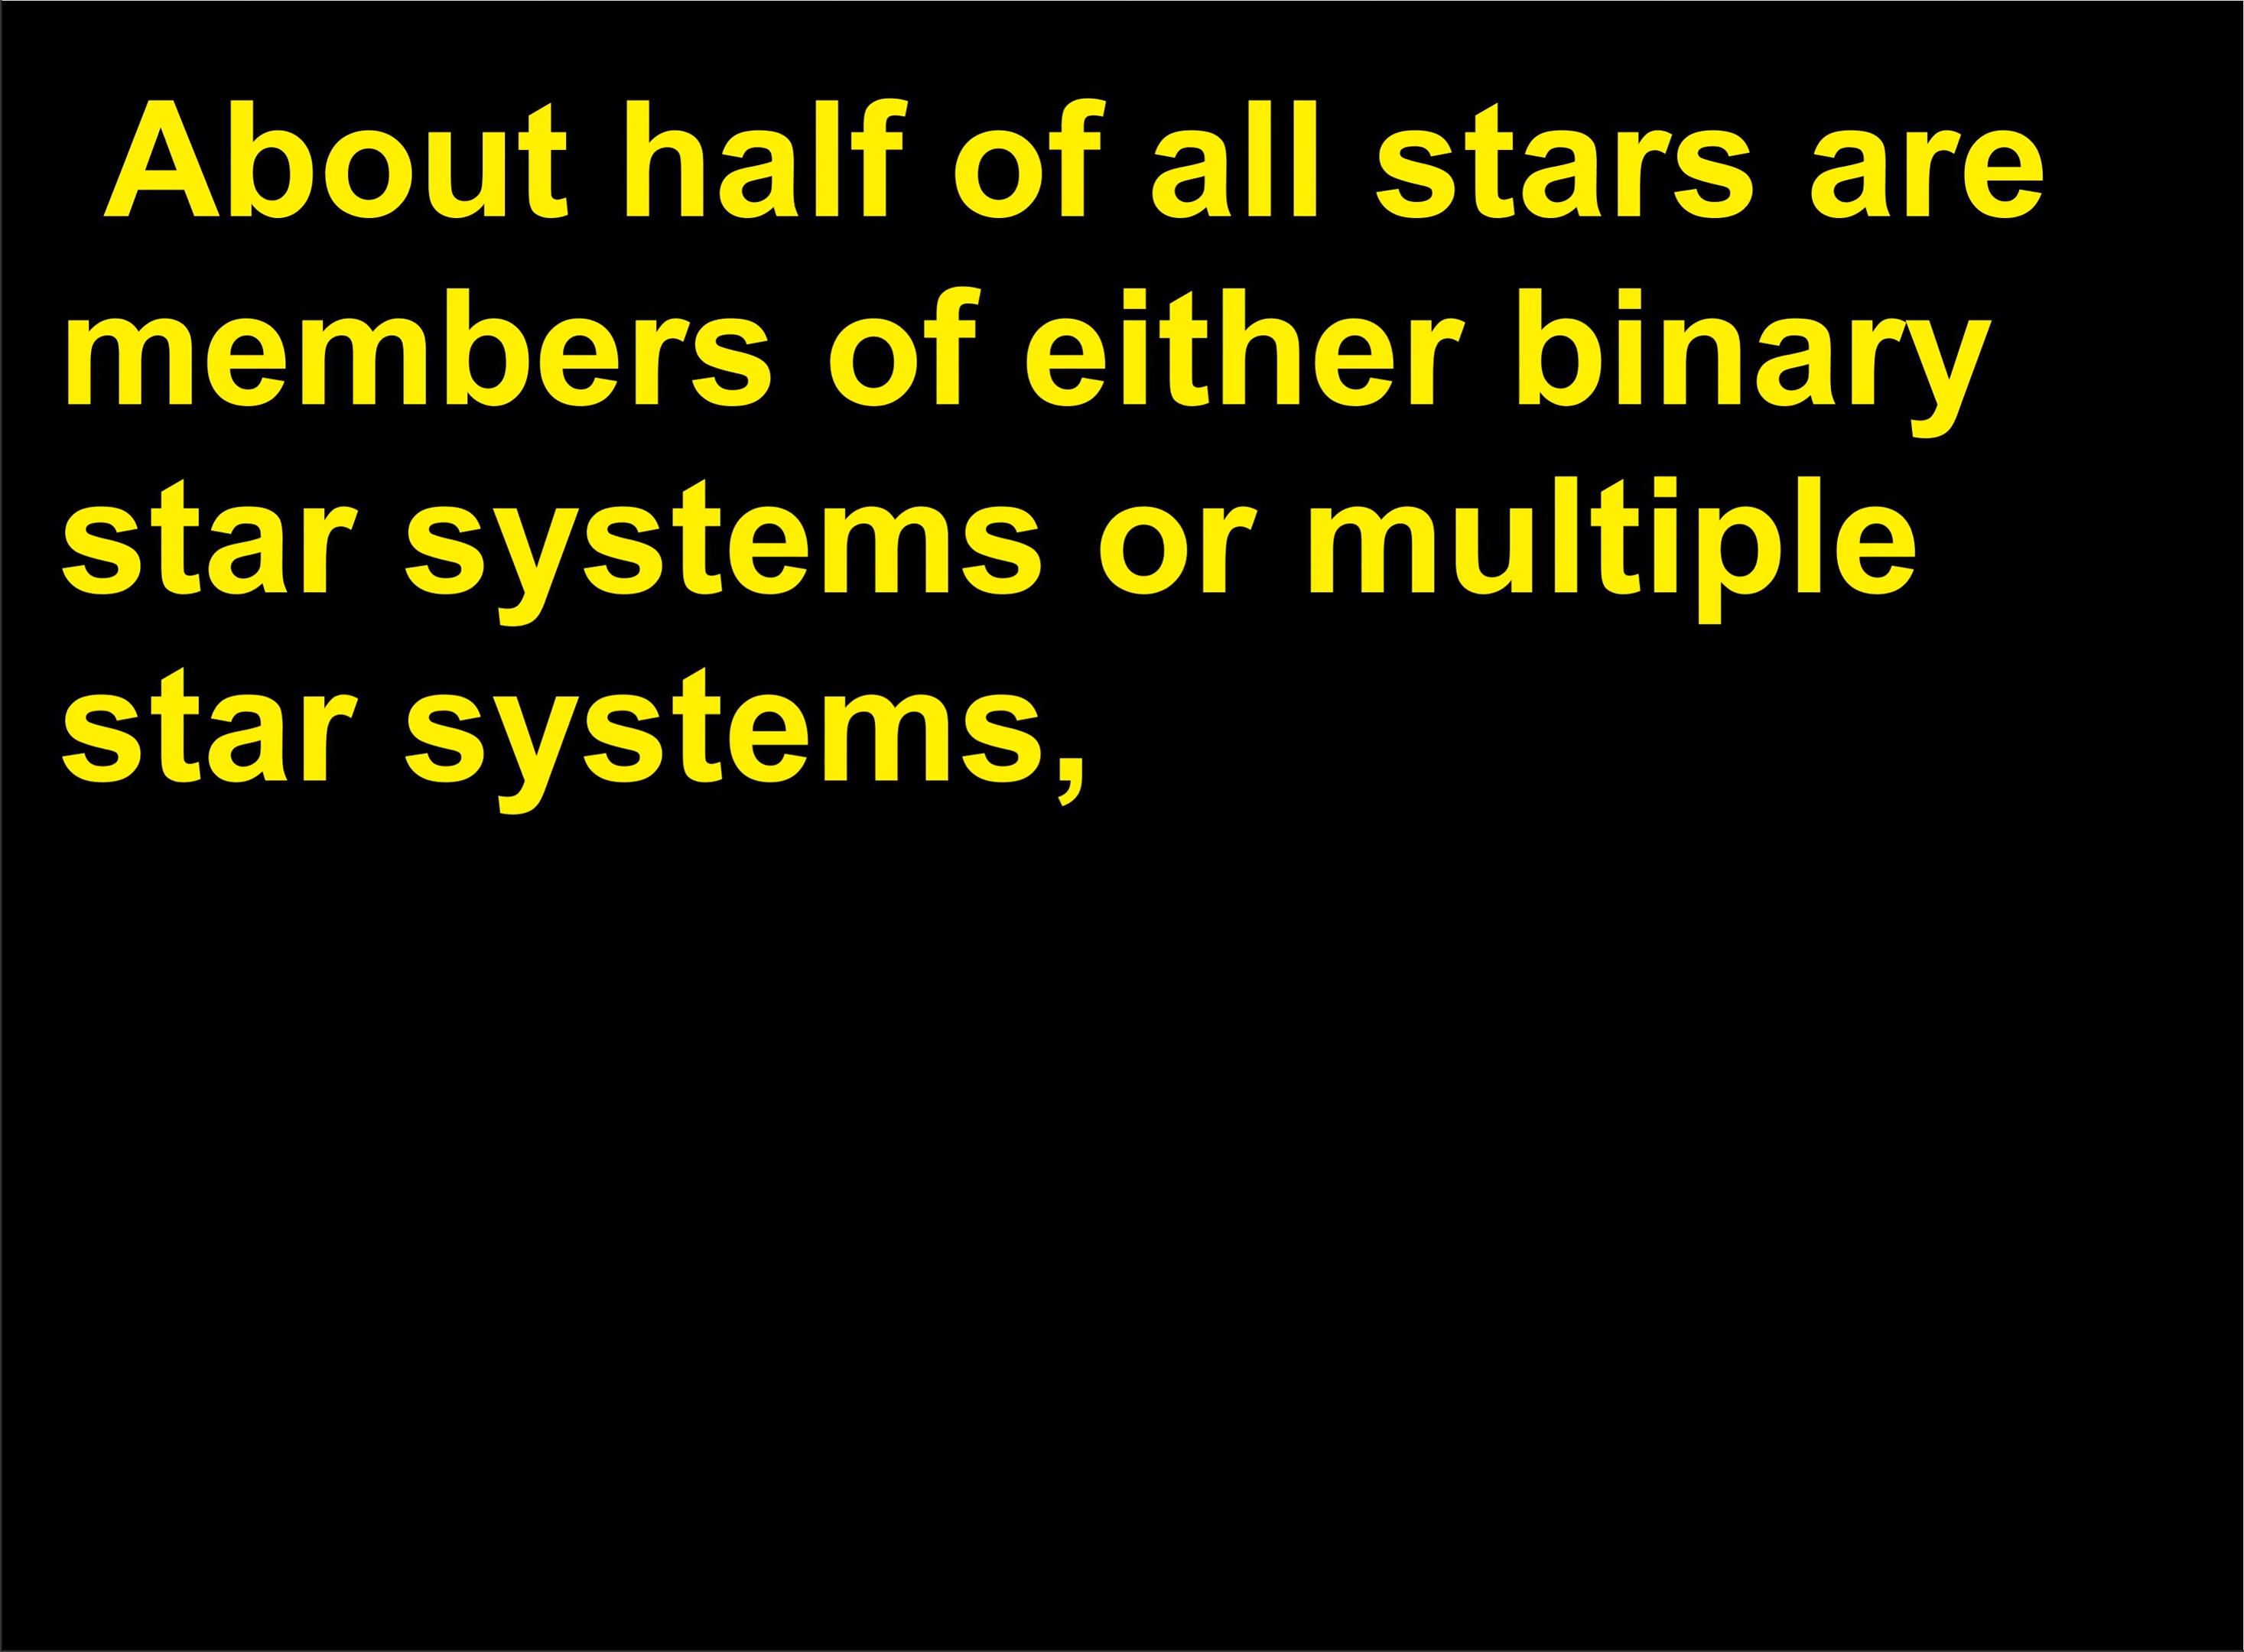 About half of all stars are
members of either binary
star systems or multiple
star systems,